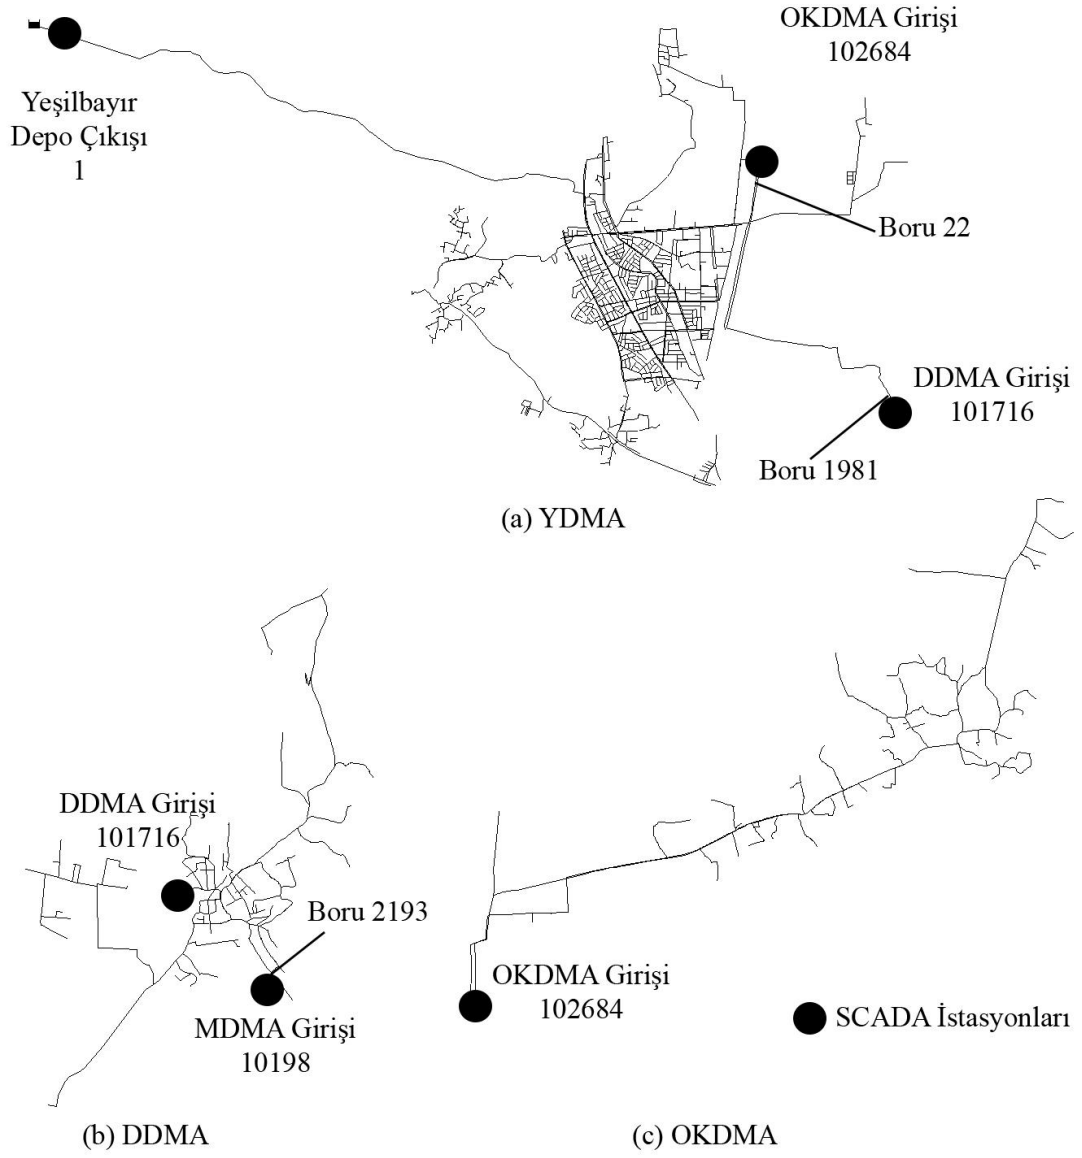 OKDMA Girişi
102684
Yeşilbayır
Depo Çıkışı
1
Boru 22
DDMA Girişi
101716
Boru 1981
(a) YDMA
DDMA Girişi
101716
Boru 2193
MDMA Girişi
10198
(b) DDMA
OKDMA Girişi
102684
SCADA İstasyonları
(c) OKDMA